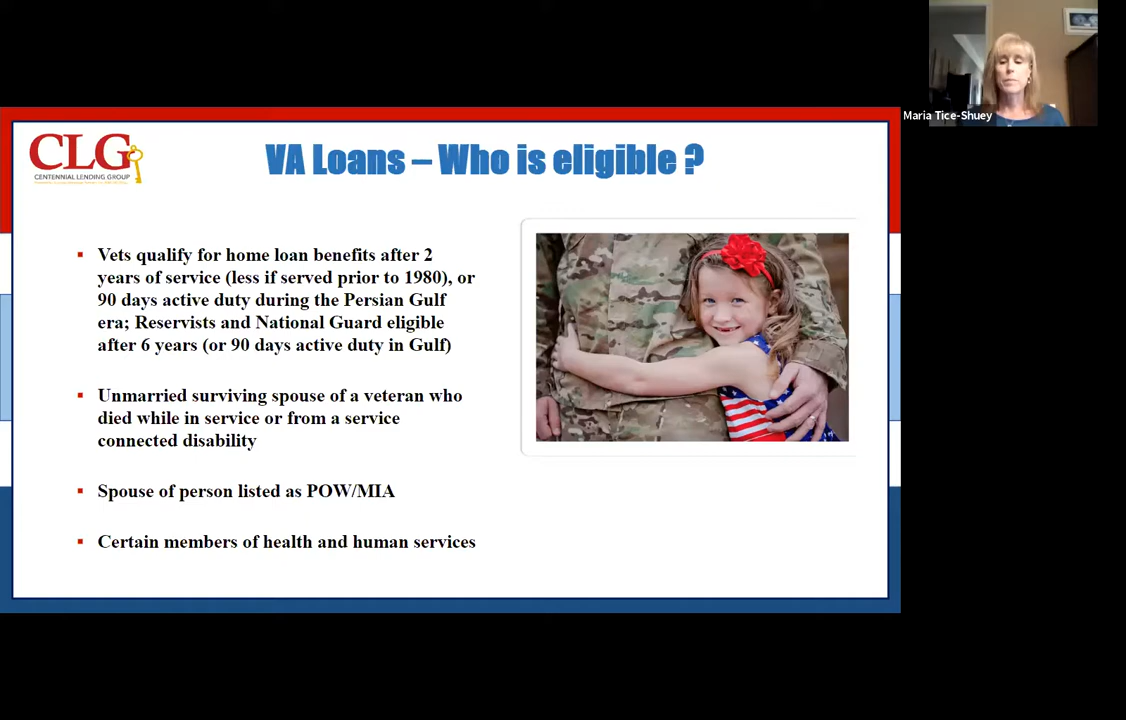 Maria Tice-Shuey
CLG
CENTENNIAL LENDING GROUP
VA Loans – Who is eligible ?
▪ Vets qualify for home loan benefits after 2
years of service (less if served prior to 1980), or
90 days active duty during the Persian Gulf
era; Reservists and National Guard eligible
after 6 years (or 90 days active duty in Gulf)
▪ Unmarried surviving spouse of a veteran who
died while in service or from a service
connected disability
▪ Spouse of person listed as POW/MIA
▪ Certain members of health and human services